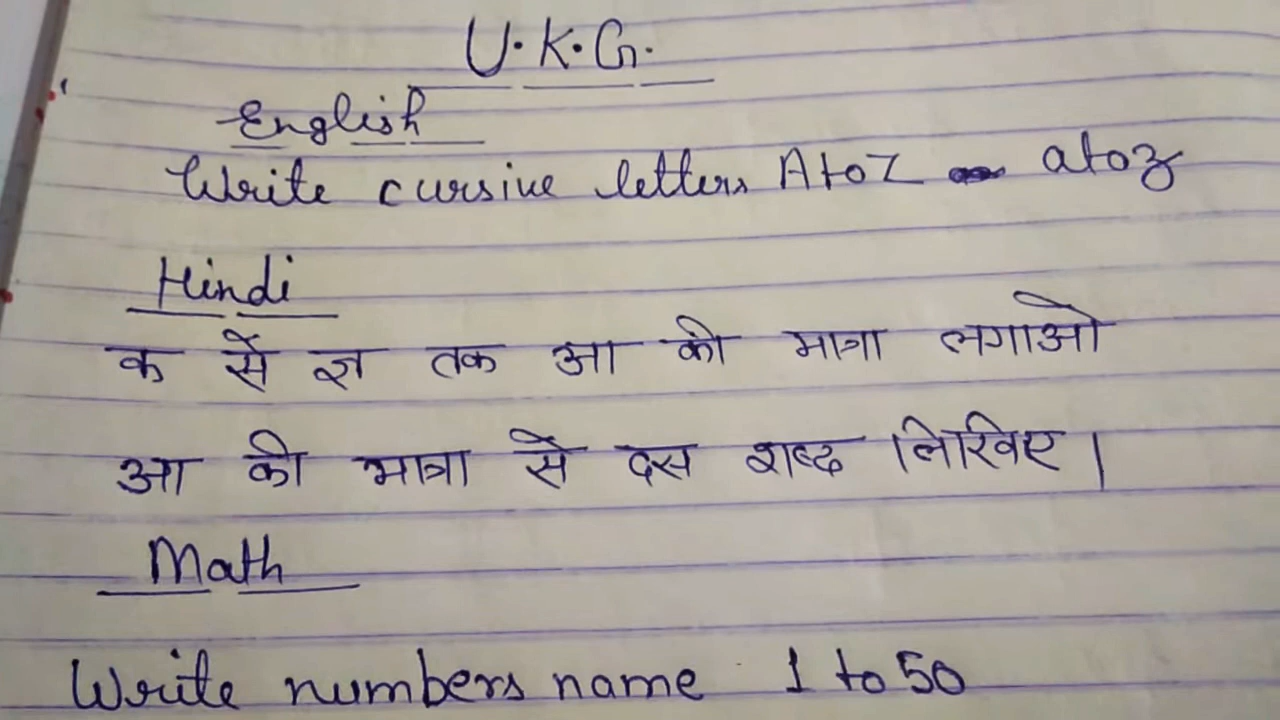 U.K.G.
English
Write cursive letters A to Z a to z
Hindi
क से ज्ञ तक आ की मात्रा लगाओ
आ की मात्रा से दस शब्द लिखिए।
Math
Write numbers name 1 to 50